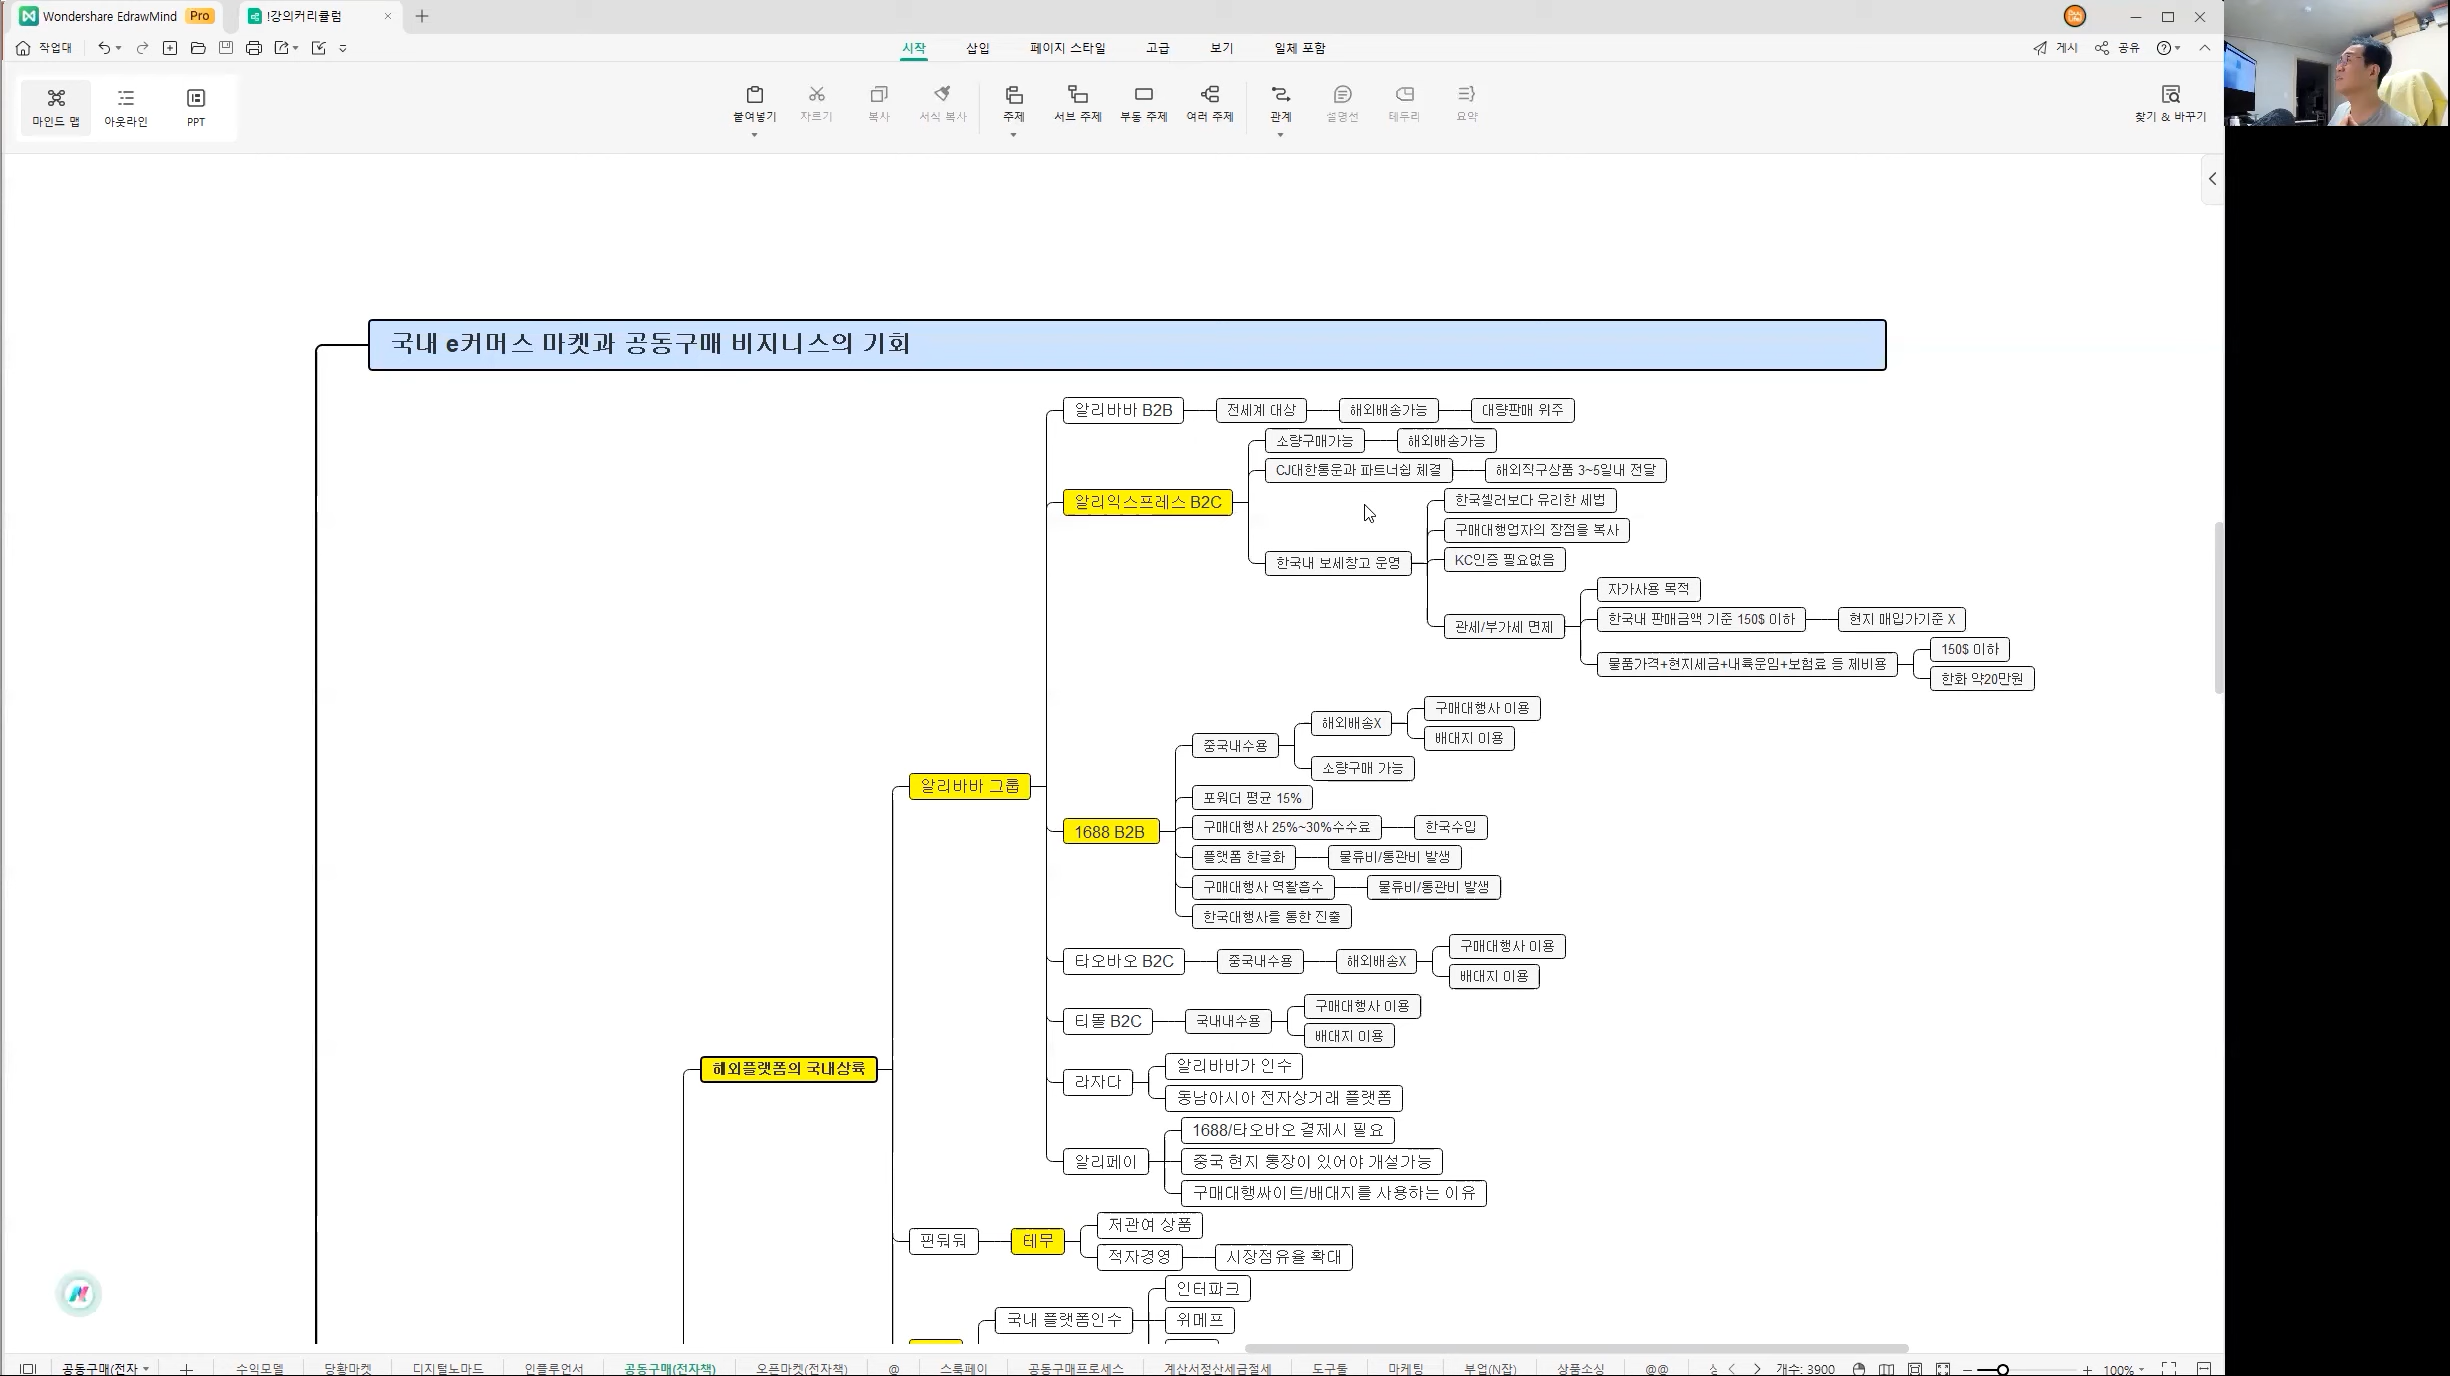 Wondershare EdrawMind Pro
!강의커리큘럼
작업대
시작 삽입 페이지 스타일 고급 보기 일체 포함
게시 공유
마인드 맵 아웃라인 PPT
붙여넣기 자르기 복사 서식 복사 주제 서브 주제 부동 주제 여러 주제 관계 설명선 테두리 요약
찾기 & 바꾸기
국내 e커머스 마켓과 공동구매 비지니스의 기회
알리바바 B2B 전세계 대상 해외배송가능 대량판매 위주
소량구매가능 해외배송가능
CJ대한통운과 파트너쉽 체결 해외직구상품 3~5일내 전달
알리익스프레스 B2C
한국셀러보다 유리한 세법
구매대행업자의 장점을 복사
KC인증 필요없음
한국내 보세창고 운영
자가사용 목적
한국내 판매금액 기준 150$ 이하 현지 매입가기준 X
관세/부가세 면제
물품가격+현지세금+내륙운임+보험료 등 제비용
150$ 이하
한화 약20만원
구매대행사 이용
해외배송X
배대지 이용
중국내수용
소량구매 가능
알리바바 그룹
포워더 평균 15%
1688 B2B
구매대행사 25%~30%수수료 한국수입
플랫폼 한글화 물류비/통관비 발생
구매대행사 역활흡수 물류비/통관비 발생
한국대행사를 통한 진출
구매대행사 이용
타오바오 B2C 중국내수용 해외배송X
배대지 이용
구매대행사 이용
티몰 B2C 국내내수용
배대지 이용
해외플랫폼의 국내상륙
알리바바가 인수
라자다
동남아시아 전자상거래 플랫폼
1688/타오바오 결제시 필요
알리페이
중국 현지 통장이 있어야 개설가능
구매대행싸이트/배대지를 사용하는 이유
저관여 상품
핀둬둬 테무
적자경영 시장점유율 확대
인터파크
국내 플랫폼인수
위메프
공동구매(전자 수익모델 당황마켓 디지털노마드 인플루언서 공동구매(전자책) 오픈마켓(전자책) @ 스룩페이 공동구매프로세스 계산서정산세금절세 도구툴 마케팅 부업(N잡) 상품소싱 @@ 개수: 3900 100%